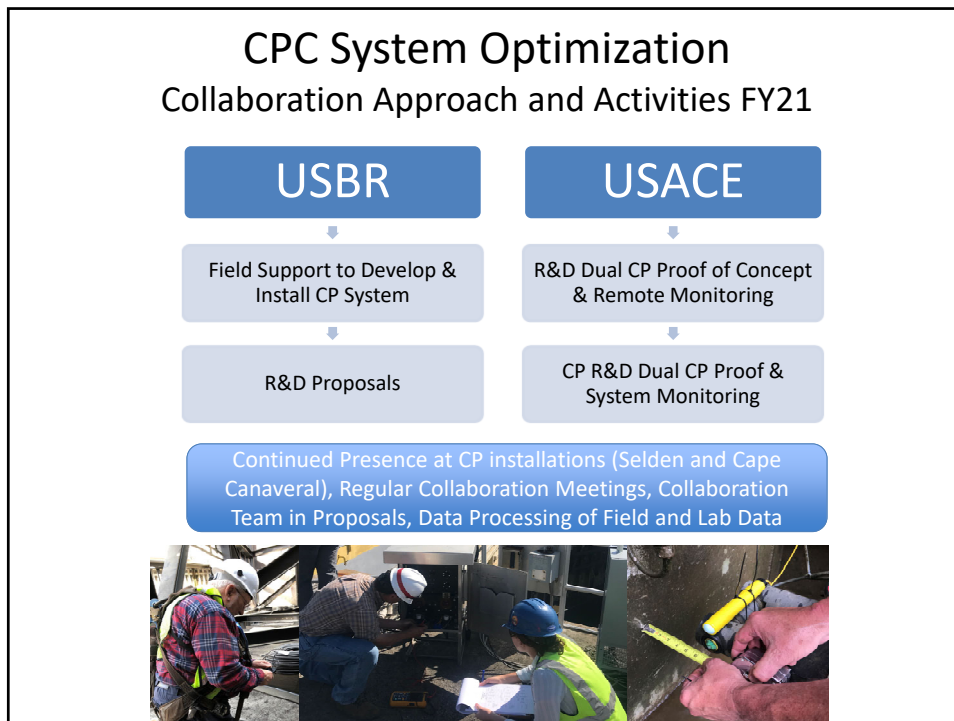 CPC System Optimization
Collaboration Approach and Activities FY21
USBR
Field Support to Develop &
Install CP System
R&D Proposals
USACE
R&D Dual CP Proof of Concept
& Remote Monitoring
CP R&D Dual CP Proof &
System Monitoring
Continued Presence at CP installations (Selden and Cape
Canaveral), Regular Collaboration Meetings, Collaboration
Team in Proposals, Data Processing of Field and Lab Data